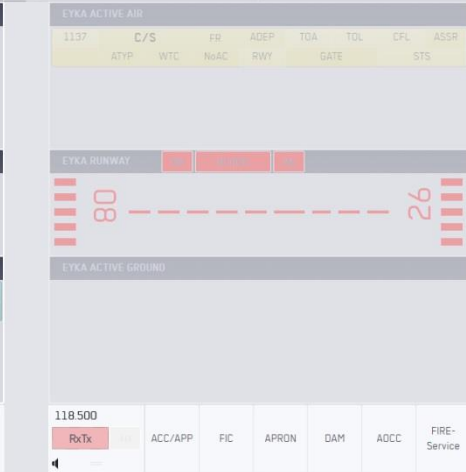 EYKA ACTIVE AIR
1137 C/S FR ADEP TOA TOL CFL ASSR
ATYP WTC NoAC RWY GATE STS
EYKA RUNWAY
08 26
EYKA ACTIVE GROUND
118.500
RxTx ACC/APP FIC APRON DAM AOCC FIRE-
Service